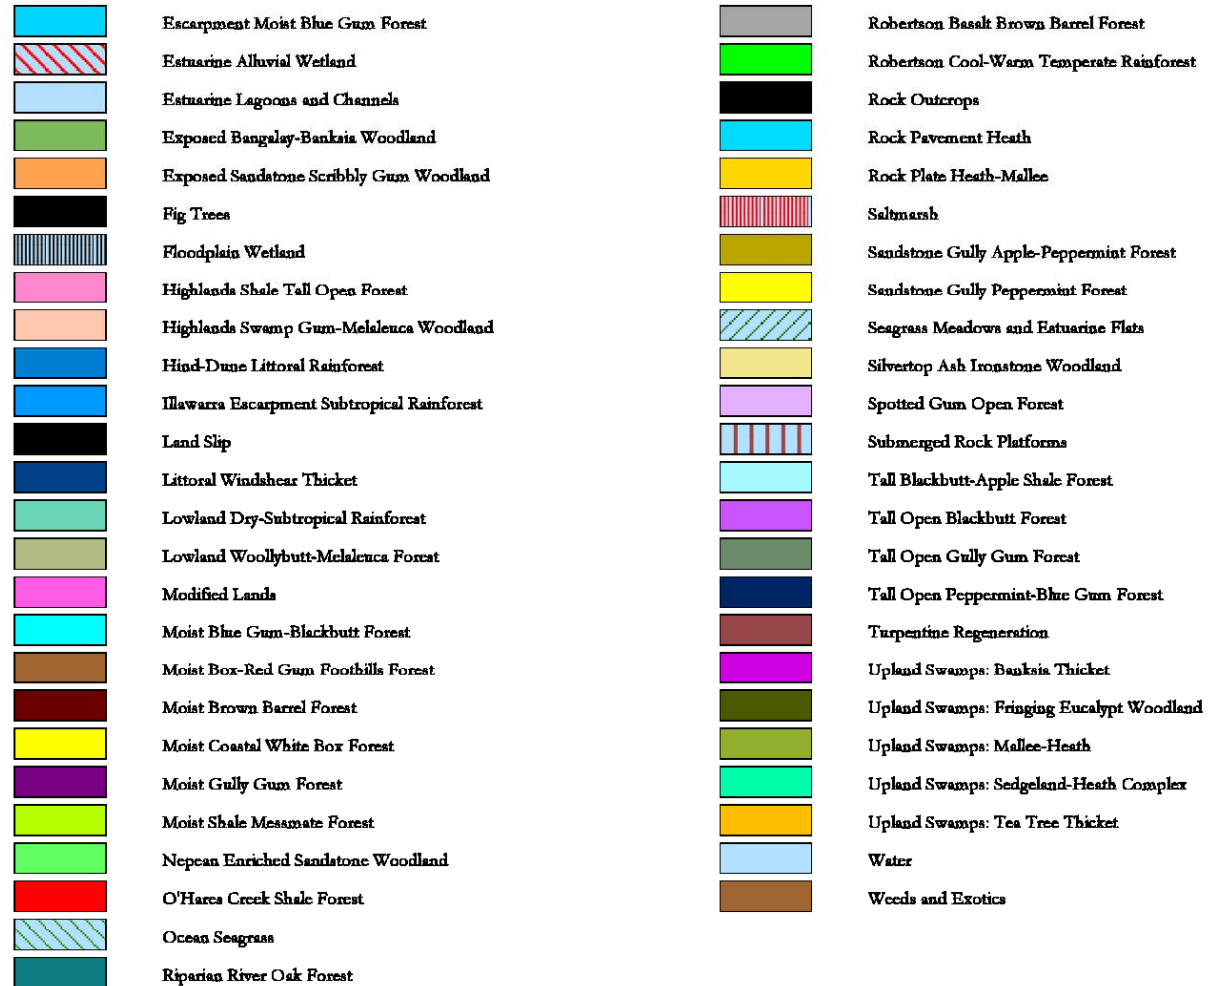 Escarpment Moist Blue Gum Forest
Estuarine Alluvial Wetland
Estuarine Lagoons and Channels
Exposed Bangalay-Banksia Woodland
Exposed Sandstone Scribbly Gum Woodland
Fig Trees
Floodplain Wetland
Highlands Shale Tall Open Forest
Highlands Swamp Gum-Melaleuca Woodland
Hind-Dune Littoral Rainforest
Illawarra Escarpment Subtropical Rainforest
Land Slip
Littoral Windshear Thicket
Lowland Dry-Subtropical Rainforest
Lowland Woollybutt-Melaleuca Forest
Modified Lands
Moist Blue Gum-Blackbutt Forest
Moist Box-Red Gum Foothills Forest
Moist Brown Barrel Forest
Moist Coastal White Box Forest
Moist Gully Gum Forest
Moist Shale Messmate Forest
Nepean Enriched Sandstone Woodland
O'Hares Creek Shale Forest
Ocean Seagrass
Riparian River Oak Forest
Robertson Basalt Brown Barrel Forest
Robertson Cool-Warm Temperate Rainforest
Rock Outcrops
Rock Pavement Heath
Rock Plate Heath-Mallee
Saltmarsh
Sandstone Gully Apple-Peppermint Forest
Sandstone Gully Peppermint Forest
Seagrass Meadows and Estuarine Flats
Silvertop Ash Ironstone Woodland
Spotted Gum Open Forest
Submerged Rock Platforms
Tall Blackbutt-Apple Shale Forest
Tall Open Blackbutt Forest
Tall Open Gully Gum Forest
Tall Open Peppermint-Blue Gum Forest
Turpentine Regeneration
Upland Swamps: Banksia Thicket
Upland Swamps: Fringing Eucalypt Woodland
Upland Swamps: Mallee-Heath
Upland Swamps: Sedgeland-Heath Complex
Upland Swamps: Tea Tree Thicket
Water
Weeds and Exotics